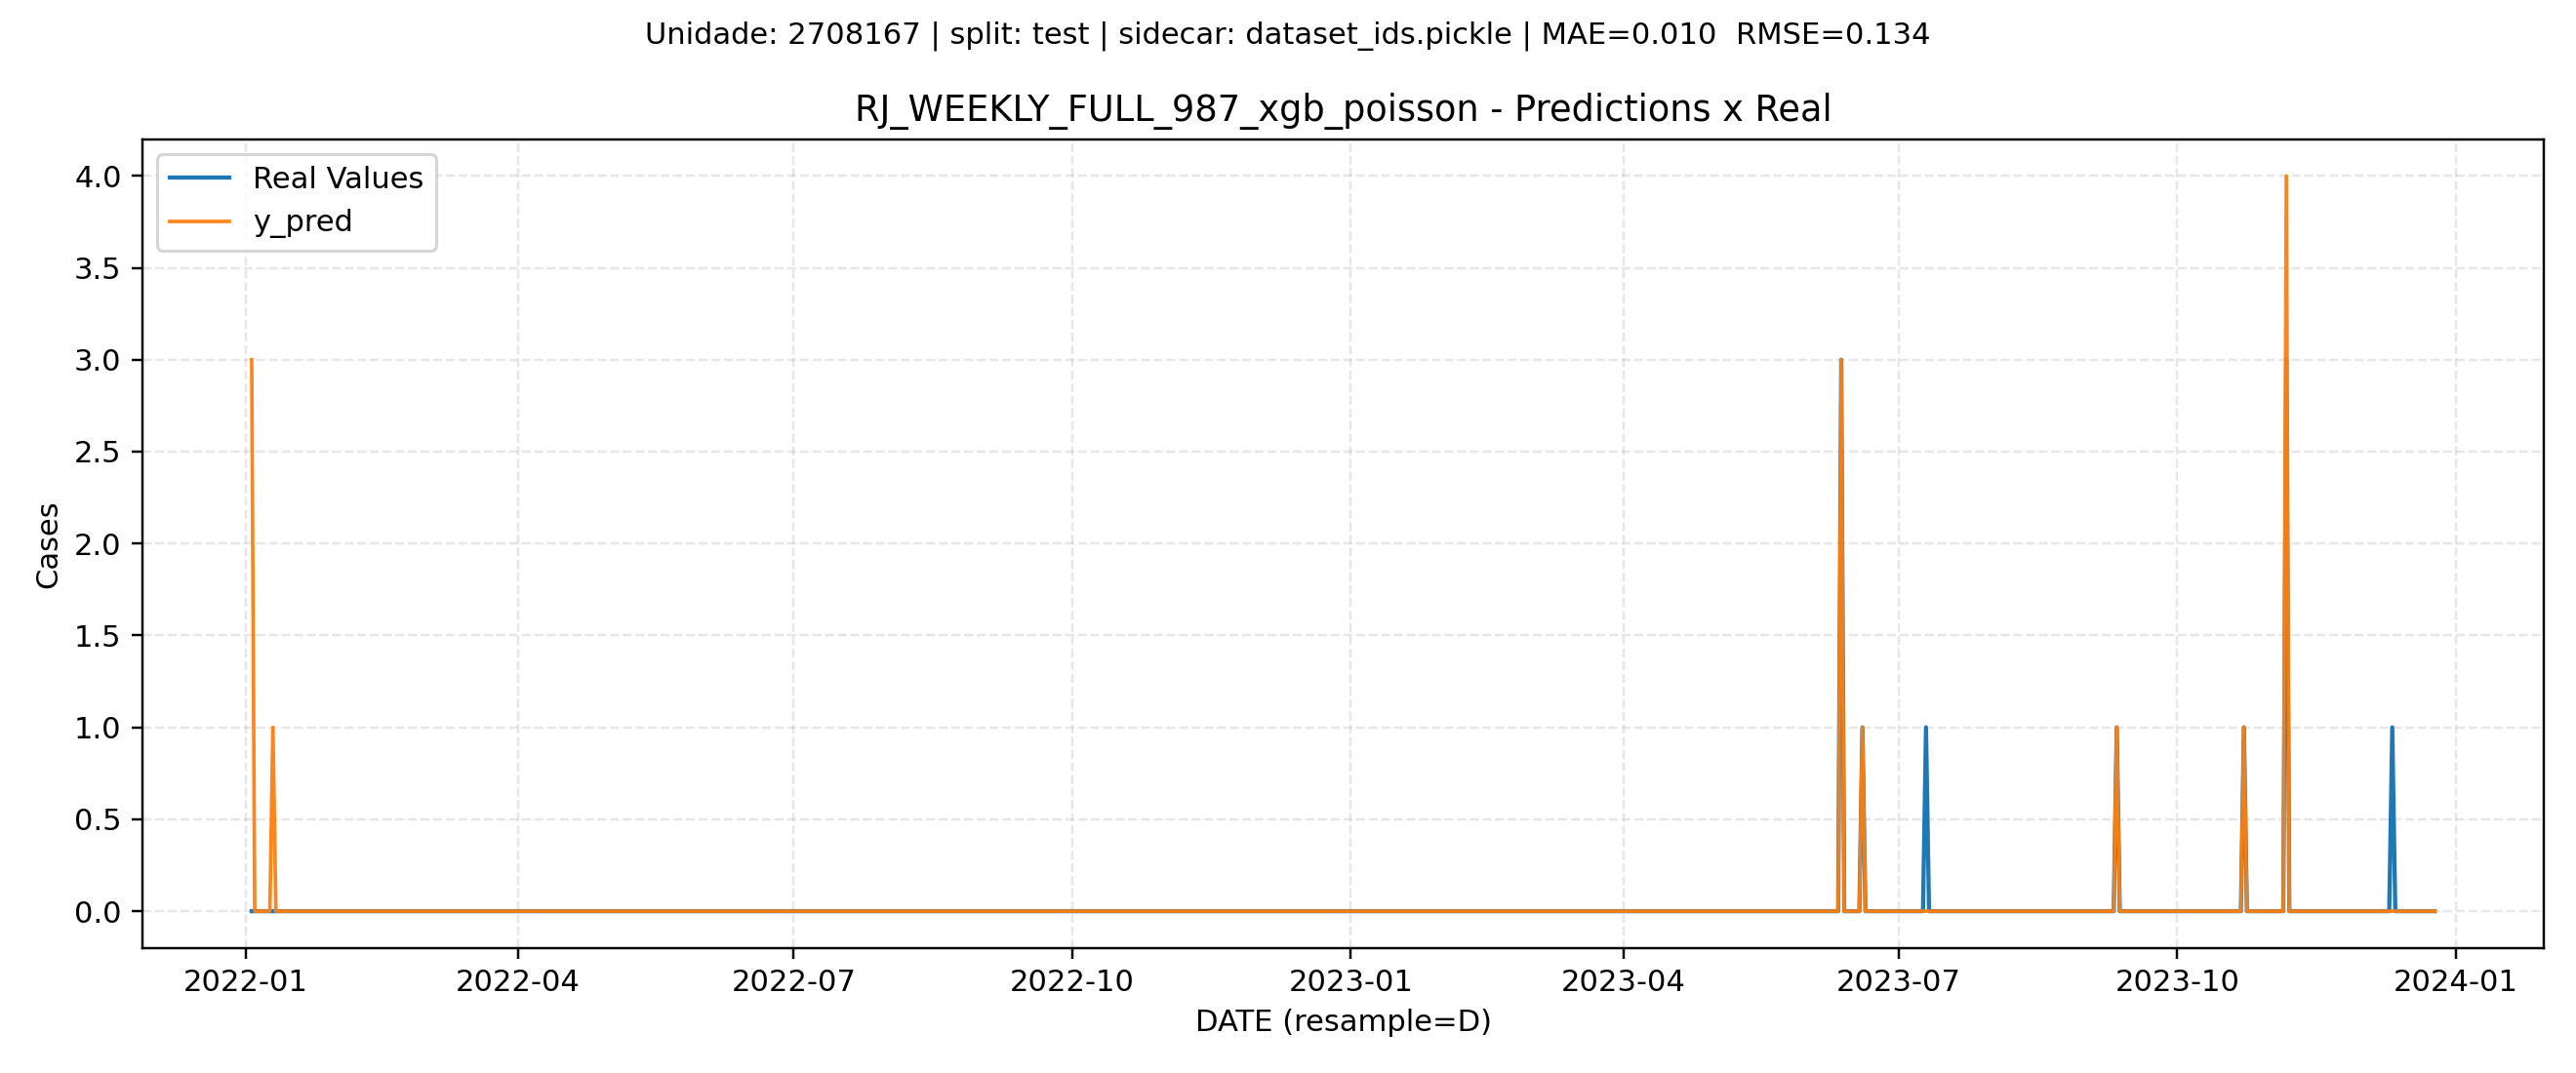 Unidade: 2708167 | split: test | sidecar: dataset_ids.pickle | MAE=0.010  RMSE=0.134
RJ_WEEKLY_FULL_987_xgb_poisson - Predictions x Real
Real Values
y_pred
4.0
3.5
3.0
2.5
2.0
1.5
1.0
0.5
0.0
Cases
2022-01 2022-04 2022-07 2022-10 2023-01 2023-04 2023-07 2023-10 2024-01
DATE (resample=D)